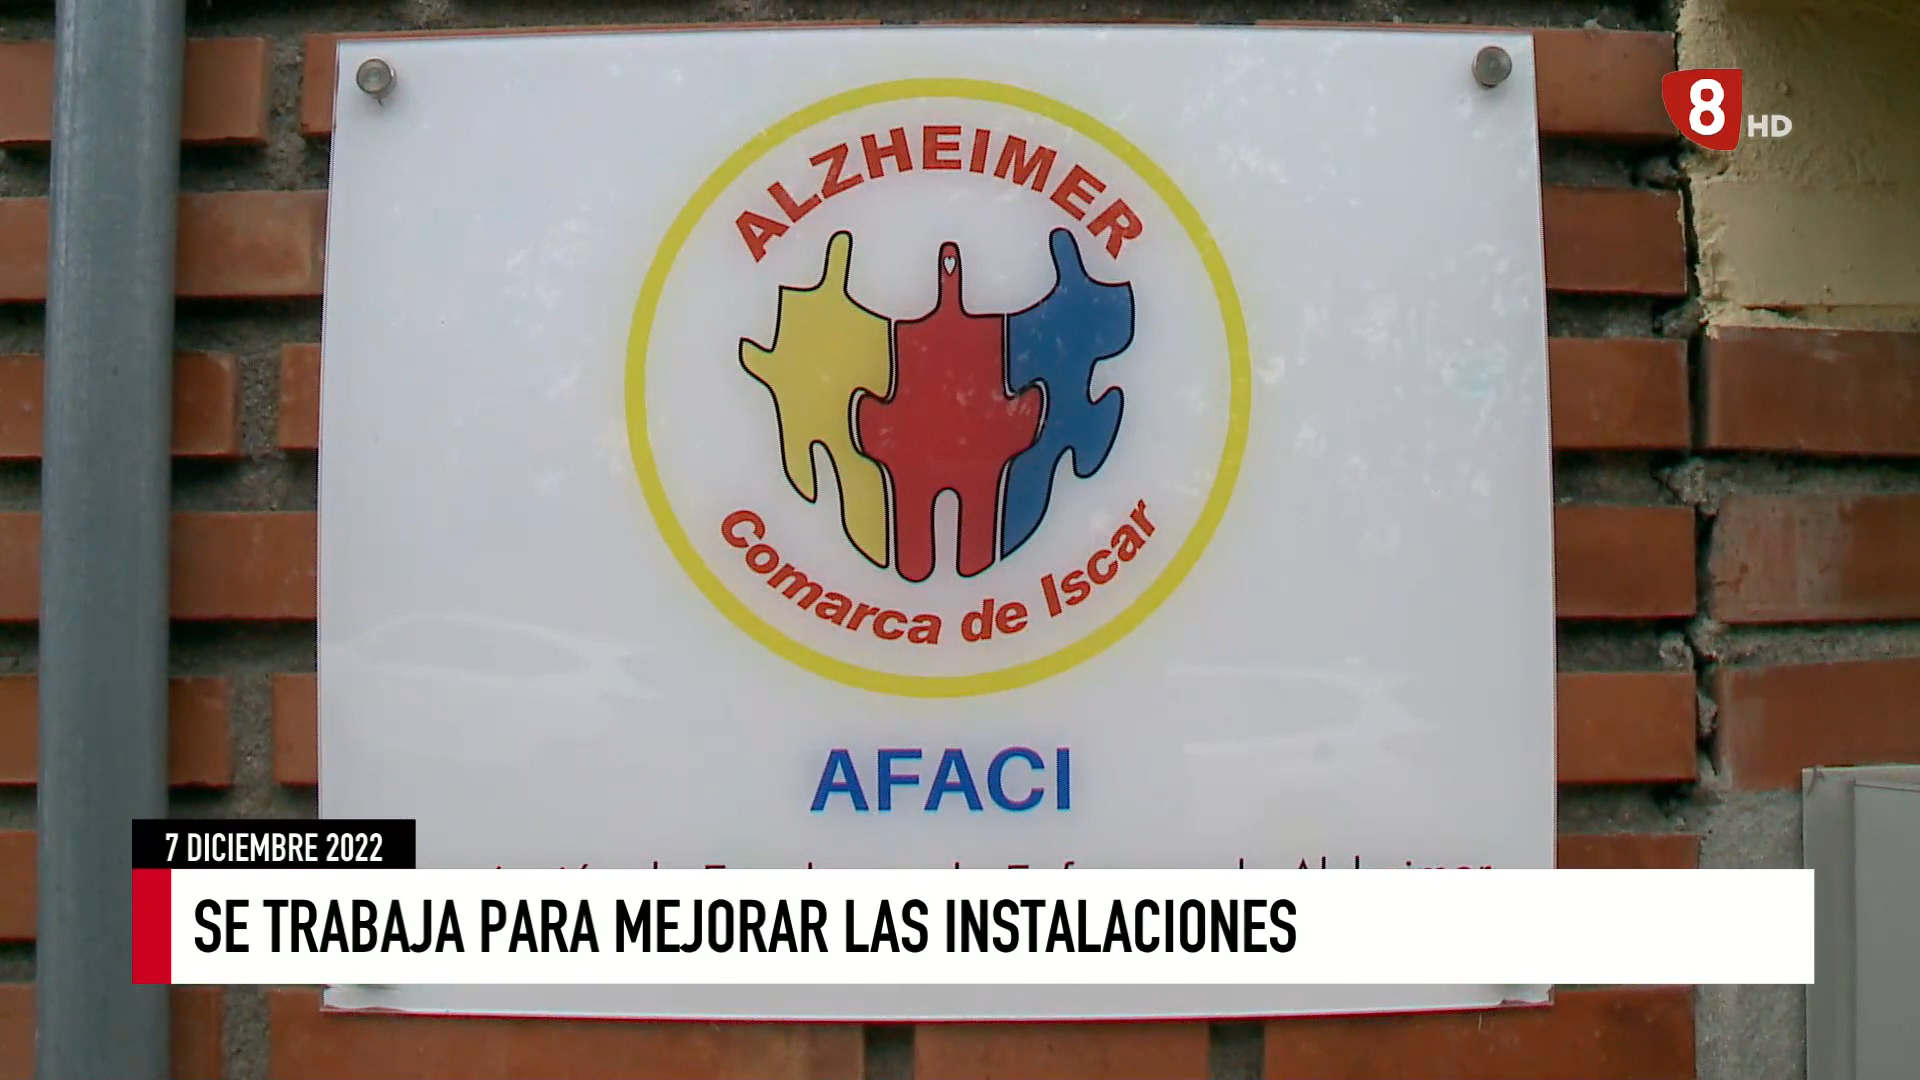 8 HD
ALZHEIMER
Comarca de Iscar
AFACI
7 DICIEMBRE 2022
SE TRABAJA PARA MEJORAR LAS INSTALACIONES